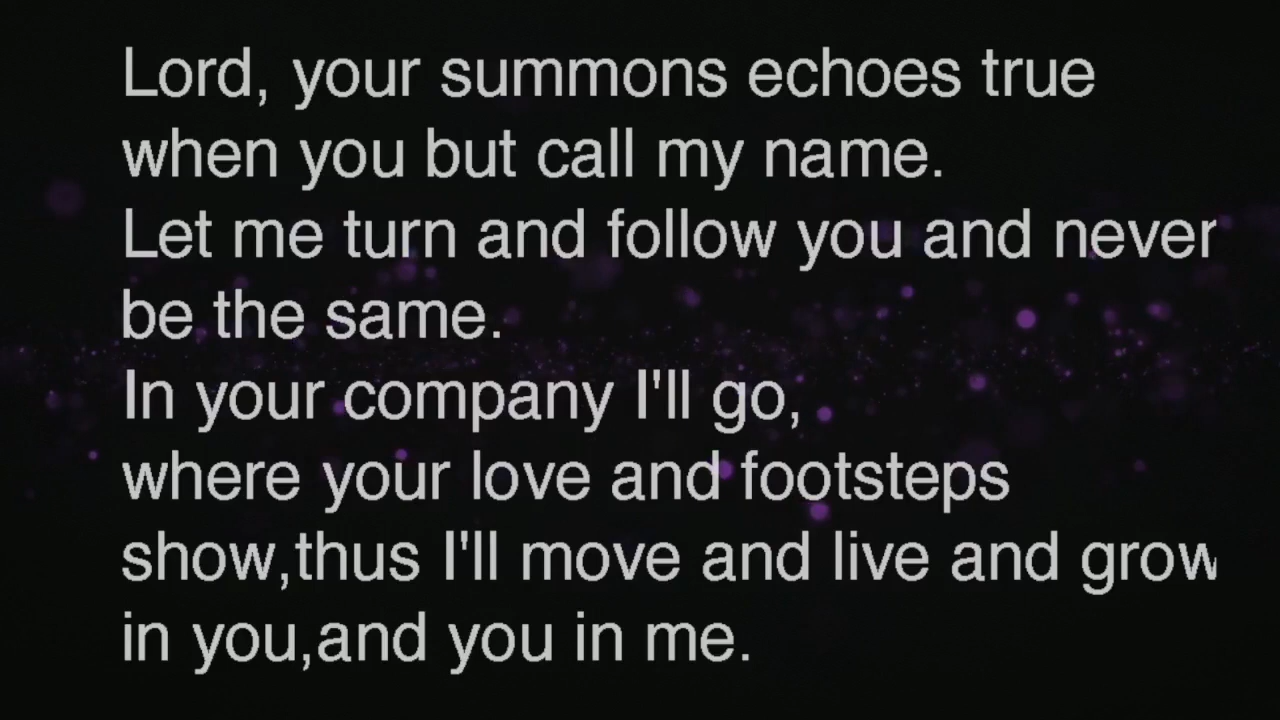 Lord, your summons echoes true
when you but call my name.
Let me turn and follow you and never
be the same.
In your company I'll go,
where your love and footsteps
show,thus I'll move and live and grow
in you,and you in me.